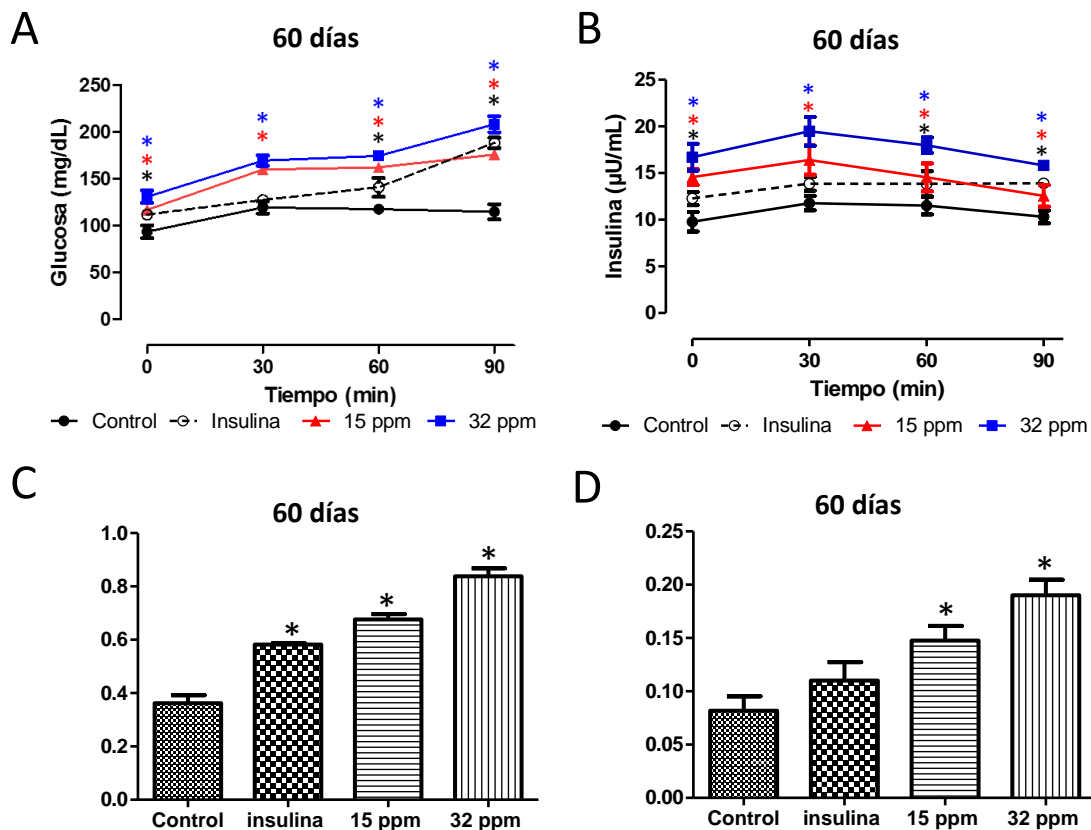 A
60 días
Glucosa (mg/dL)
250
200
150
100
50
0
* * * * * * * * * * *
0 30 60 90
Tiempo (min)
Control Insulina 15 ppm 32 ppm
B
60 días
Insulina (µU/mL)
25
20
15
10
5
0
* * * * * * * * * * *
0 30 60 90
Tiempo (min)
Control Insulina 15 ppm 32 ppm
C
60 días
1.0
0.8
0.6
0.4
0.2
0.0
* * *
Control insulina 15 ppm 32 ppm
D
60 días
0.25
0.20
0.15
0.10
0.05
0.00
* *
Control insulina 15 ppm 32 ppm